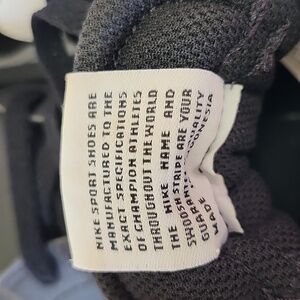 NIKE SPORT SHOES ARE
MANUFACTURED TO THE
EXACT SPECIFICATIONS
OF CHAMPION ATHLETES
THROUGHOUT THE WORLD
THE NIKE NAME AND
SWOOSH STRIPE ARE YOUR
QUALITY